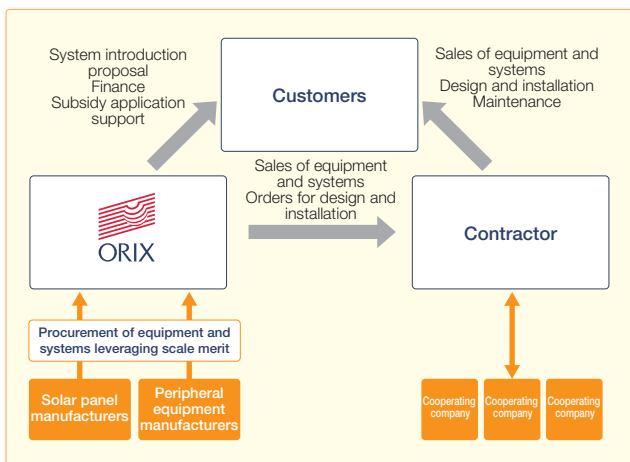 System introduction
proposal
Finance
Subsidy application
support
Customers
Sales of equipment and
systems
Design and installation
Maintenance
Sales of equipment
and systems
Orders for design and
installation
ORIX
Contractor
Procurement of equipment and
systems leveraging scale merit
Solar panel
manufacturers
Peripheral
equipment
manufacturers
Cooperating
company
Cooperating
company
Cooperating
company